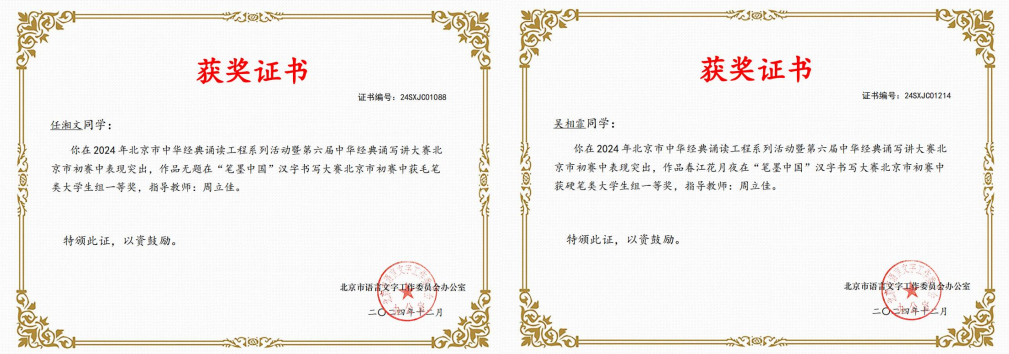 获奖证书
证书编号：24SXJC01088
任湘文同学：
你在2024年北京市中华经典诵读工程系列活动暨第六届中华经典诵写讲大赛北
京市初赛中表现突出，作品无题在“笔墨中国”汉字书写大赛北京市初赛中获毛笔
类大学生组一等奖，指导教师：周立佳。
特颁此证，以资鼓励。
北京市语言文字工作委员会办公室
二〇二四年十二月
获奖证书
证书编号：24SXJC01214
吴相霖同学：
你在2024年北京市中华经典诵读工程系列活动暨第六届中华经典诵写讲大赛北
京市初赛中表现突出，作品春江花月夜在“笔墨中国”汉字书写大赛北京市初赛中
获硬笔类大学生组一等奖，指导教师：周立佳。
特颁此证，以资鼓励。
北京市语言文字工作委员会办公室
二〇二四年十二月